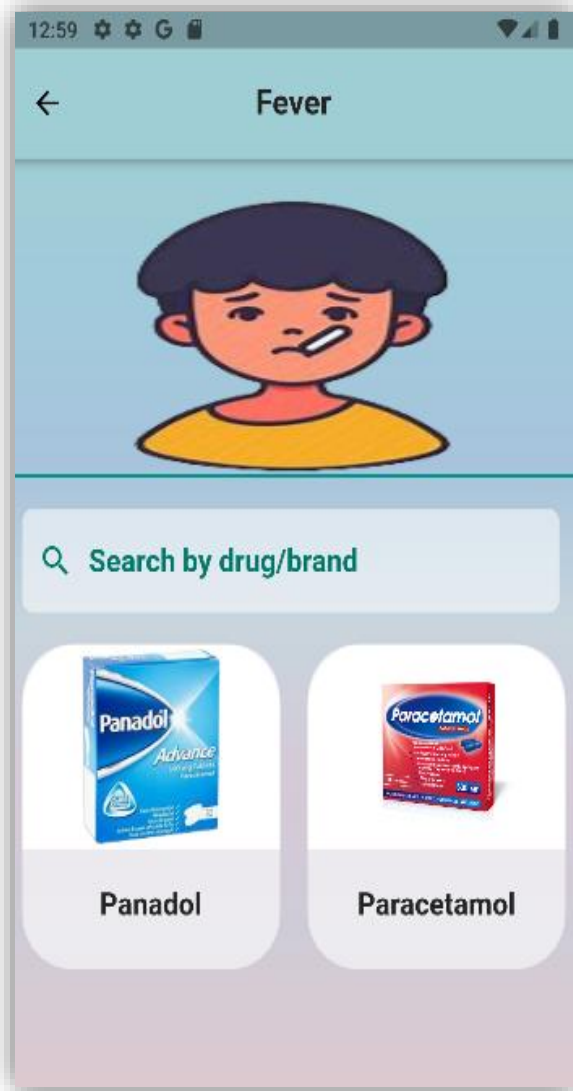 12:59 G
Fever
Search by drug/brand
Panadol
Advance
Paracetamol
Panadol
Paracetamol